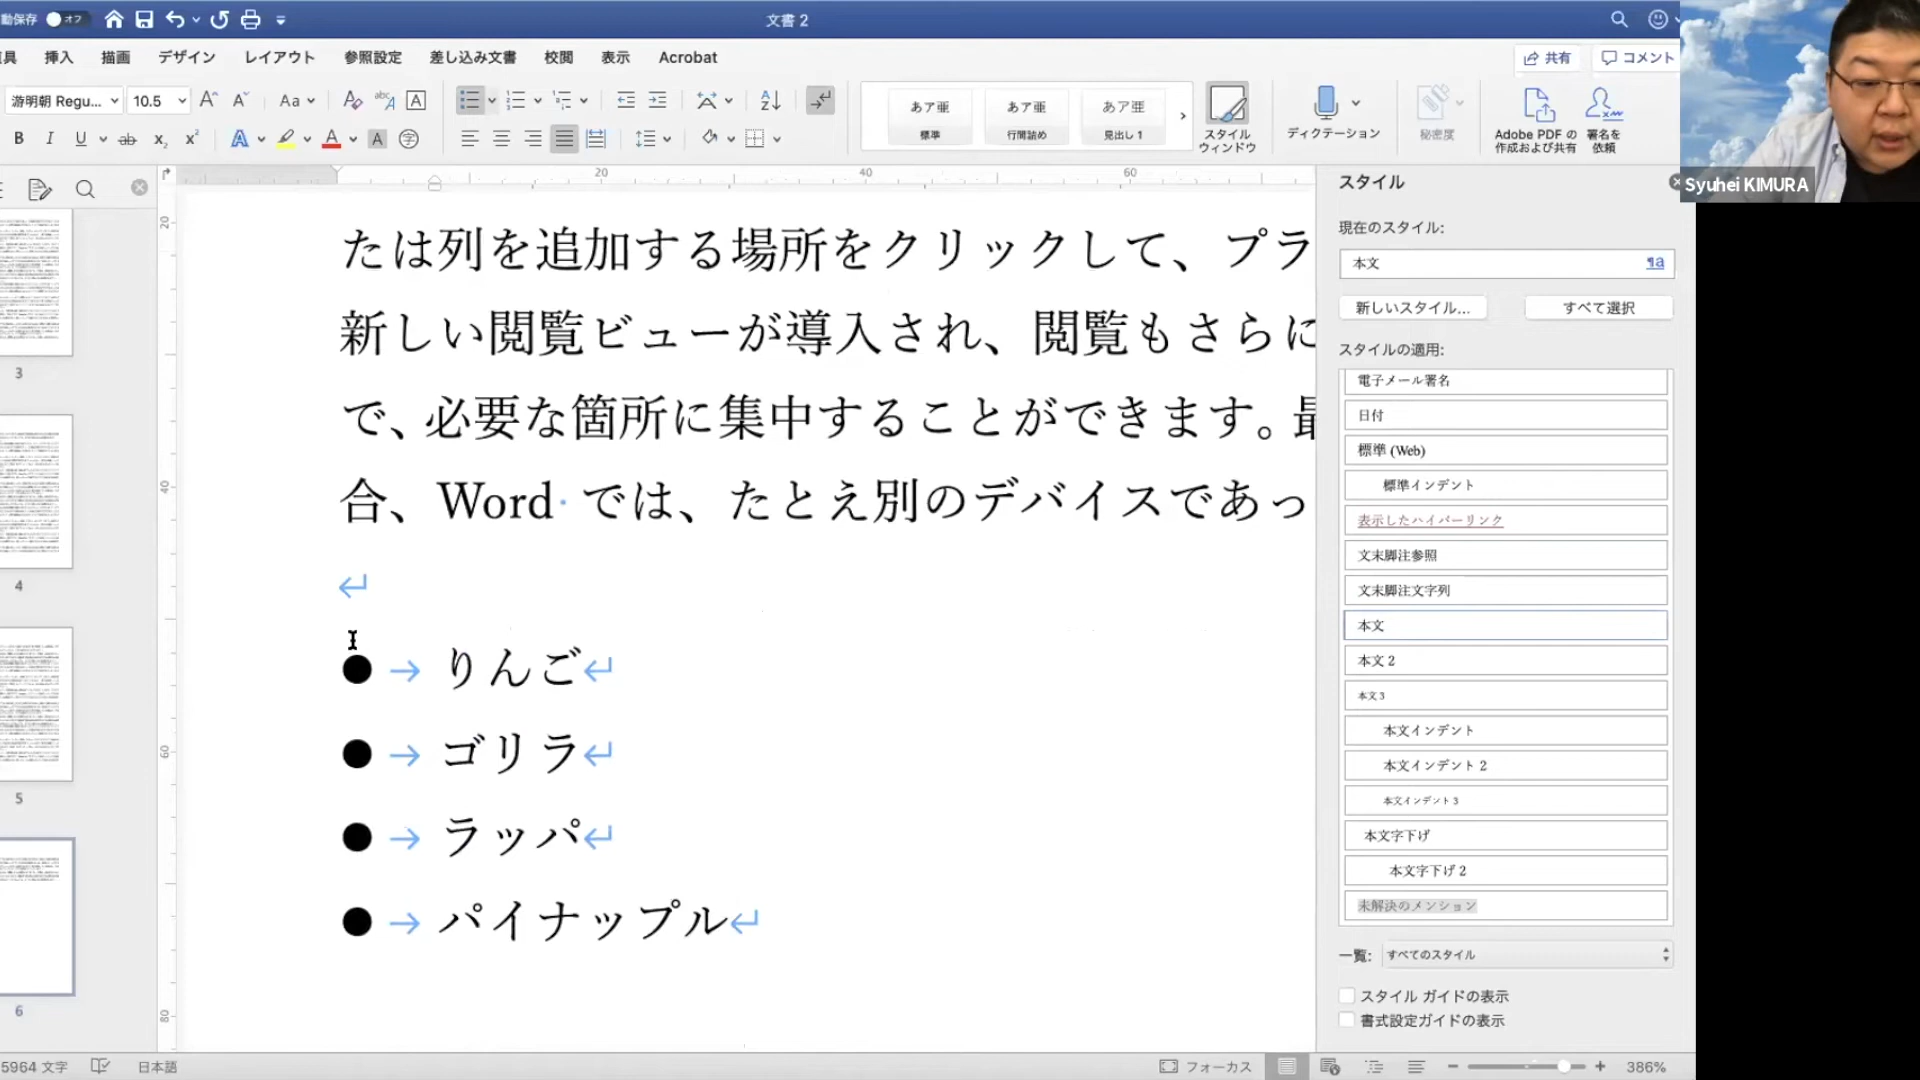 動保存 オフ
文書 2
具 挿入 描画 デザイン レイアウト 参照設定 差し込み文書 校閲 表示 Acrobat
共有 コメント
游明朝 Regu... 10.5 Aa
あア亜 あア亜 あア亜
標準 行間詰め 見出し 1
スタイル
ウィンドウ
ディクテーション
秘密度
Adobe PDF の
作成および共有
署名を
依頼
Syuhei KIMURA
20 40 60
20
40
60
80
3
4
5
6
たは列を追加する場所をクリックして、プラ
新しい閲覧ビューが導入され、閲覧もさらに
で、必要な箇所に集中することができます。最
合、Word では、たとえ別のデバイスであっ
● → りんご
● → ゴリラ
● → ラッパ
● → パイナップル
スタイル
現在のスタイル:
本文
新しいスタイル... すべて選択
スタイルの適用:
電子メール署名
日付
標準 (Web)
標準インデント
表示したハイパーリンク
文末脚注参照
文末脚注文字列
本文
本文 2
本文 3
本文インデント
本文インデント 2
本文インデント 3
本文字下げ
本文字下げ 2
未解決のメンション
一覧: すべてのスタイル
スタイル ガイドの表示
書式設定ガイドの表示
5964 文字 日本語 フォーカス 386%